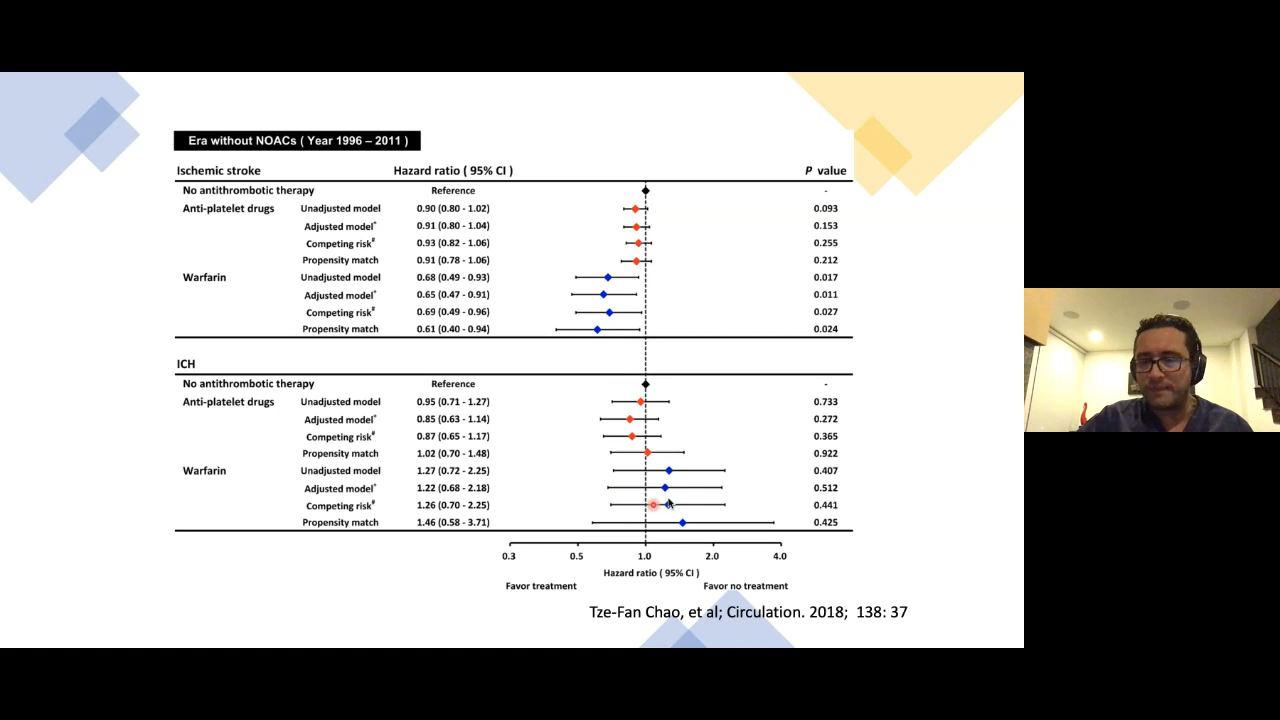 Era without NOACs ( Year 1996 – 2011 )
Ischemic stroke Hazard ratio ( 95% CI ) P value
No antithrombotic therapy Reference -
Anti-platelet drugs Unadjusted model 0.90 (0.80 - 1.02) 0.093
Adjusted model* 0.91 (0.80 - 1.04) 0.153
Competing risk# 0.93 (0.82 - 1.06) 0.255
Propensity match 0.91 (0.78 - 1.06) 0.212
Warfarin Unadjusted model 0.68 (0.49 - 0.93) 0.017
Adjusted model* 0.65 (0.47 - 0.91) 0.011
Competing risk# 0.69 (0.49 - 0.96) 0.027
Propensity match 0.61 (0.40 - 0.94) 0.024
ICH
No antithrombotic therapy Reference -
Anti-platelet drugs Unadjusted model 0.95 (0.71 - 1.27) 0.733
Adjusted model* 0.85 (0.63 - 1.14) 0.272
Competing risk# 0.87 (0.65 - 1.17) 0.365
Propensity match 1.02 (0.70 - 1.48) 0.922
Warfarin Unadjusted model 1.27 (0.72 - 2.25) 0.407
Adjusted model* 1.22 (0.68 - 2.18) 0.512
Competing risk# 1.26 (0.70 - 2.25) 0.441
Propensity match 1.46 (0.58 - 3.71) 0.425
0.3 0.5 1.0 2.0 4.0
Hazard ratio ( 95% CI )
Favor treatment Favor no treatment
Tze-Fan Chao, et al; Circulation. 2018; 138: 37